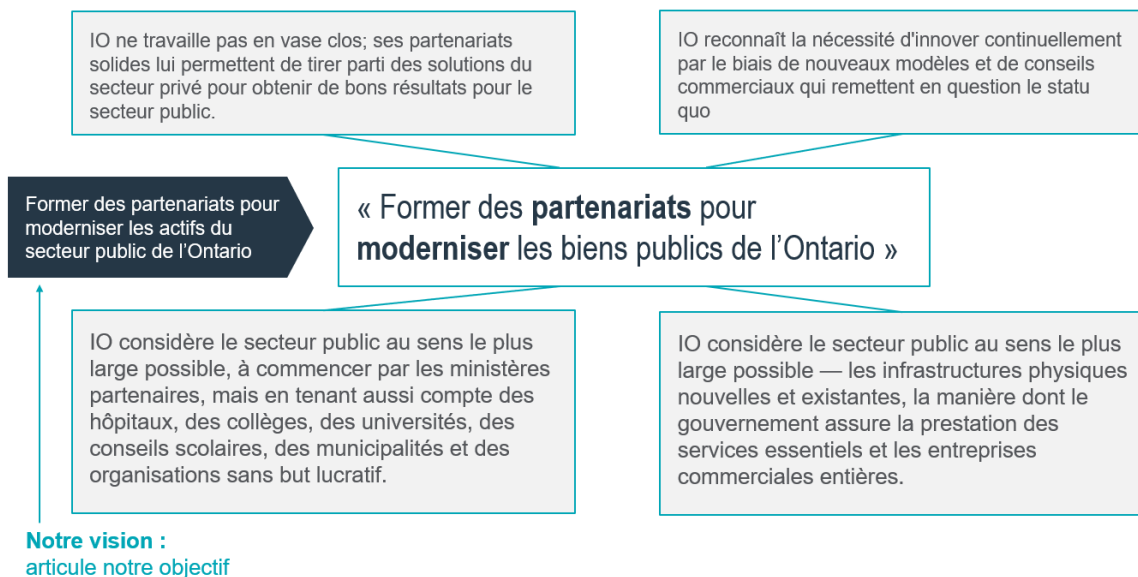 IO ne travaille pas en vase clos; ses partenariats
solides lui permettent de tirer parti des solutions du
secteur privé pour obtenir de bons résultats pour le
secteur public.
IO reconnaît la nécessité d'innover continuellement
par le biais de nouveaux modèles et de conseils
commerciaux qui remettent en question le statu
quo
Former des partenariats pour
moderniser les actifs du
secteur public de l’Ontario
« Former des partenariats pour
moderniser les biens publics de l’Ontario »
IO considère le secteur public au sens le plus
large possible, à commencer par les ministères
partenaires, mais en tenant aussi compte des
hôpitaux, des collèges, des universités, des
conseils scolaires, des municipalités et des
organisations sans but lucratif.
IO considère le secteur public au sens le plus
large possible — les infrastructures physiques
nouvelles et existantes, la manière dont le
gouvernement assure la prestation des
services essentiels et les entreprises
commerciales entières.
Notre vision :
articule notre objectif